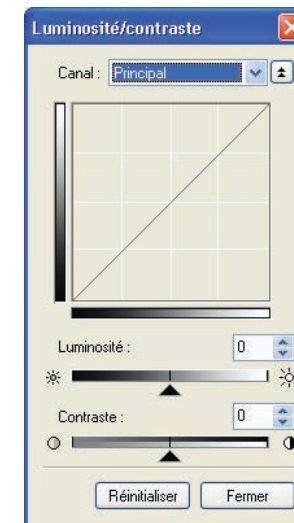 Luminosité/contraste
Canal : Principal
Luminosité : 0
Contraste : 0
Réinitialiser Fermer